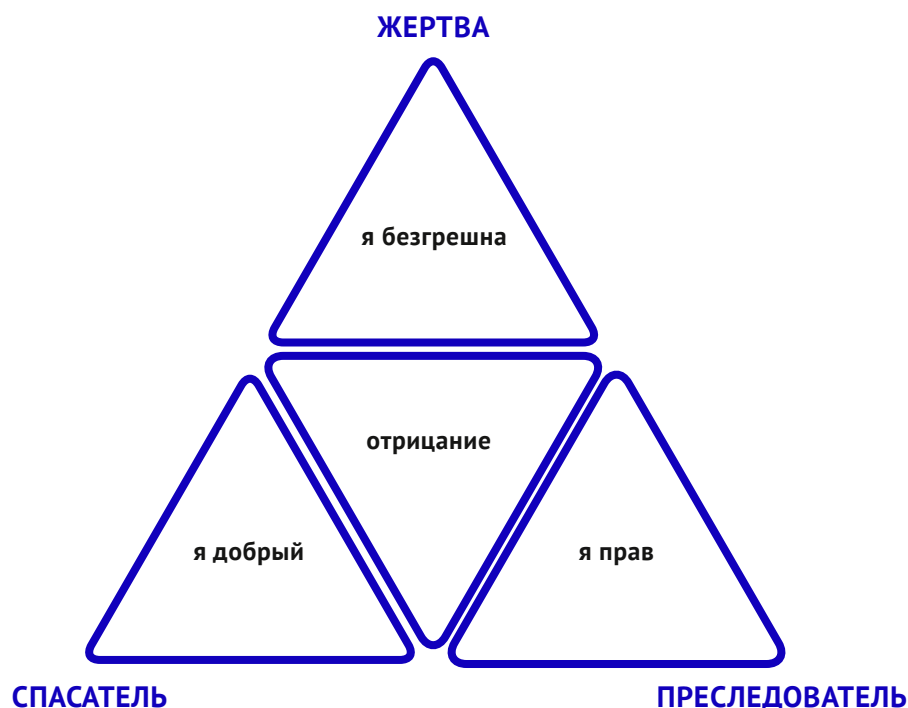 ЖЕРТВА
я безгрешна
отрицание
я добрый
я прав
СПАСАТЕЛЬ
ПРЕСЛЕДОВАТЕЛЬ